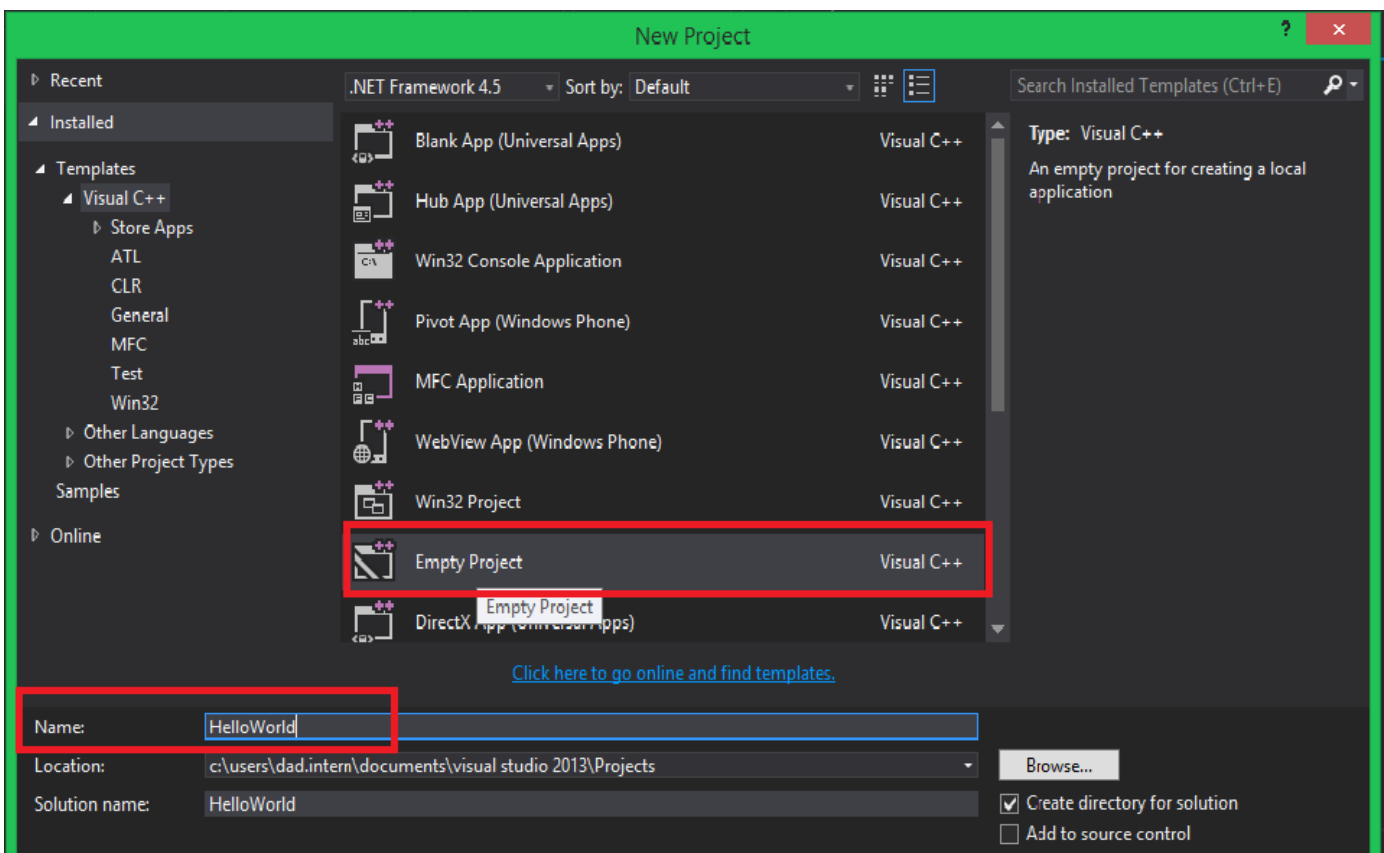 New Project
?
Recent
.NET Framework 4.5
Sort by: Default
Search Installed Templates (Ctrl+E)
Installed
Templates
Visual C++
Store Apps
ATL
CLR
General
MFC
Test
Win32
Other Languages
Other Project Types
Samples
Online
Blank App (Universal Apps) Visual C++
Hub App (Universal Apps) Visual C++
Win32 Console Application Visual C++
Pivot App (Windows Phone) Visual C++
MFC Application Visual C++
WebView App (Windows Phone) Visual C++
Win32 Project Visual C++
Empty Project Visual C++
Empty Project
DirectX App (Universal Apps) Visual C++
Type: Visual C++
An empty project for creating a local
application
Click here to go online and find templates.
Name: HelloWorld
Location: c:\users\dad.intern\documents\visual studio 2013\Projects
Browse...
Solution name: HelloWorld
Create directory for solution
Add to source control